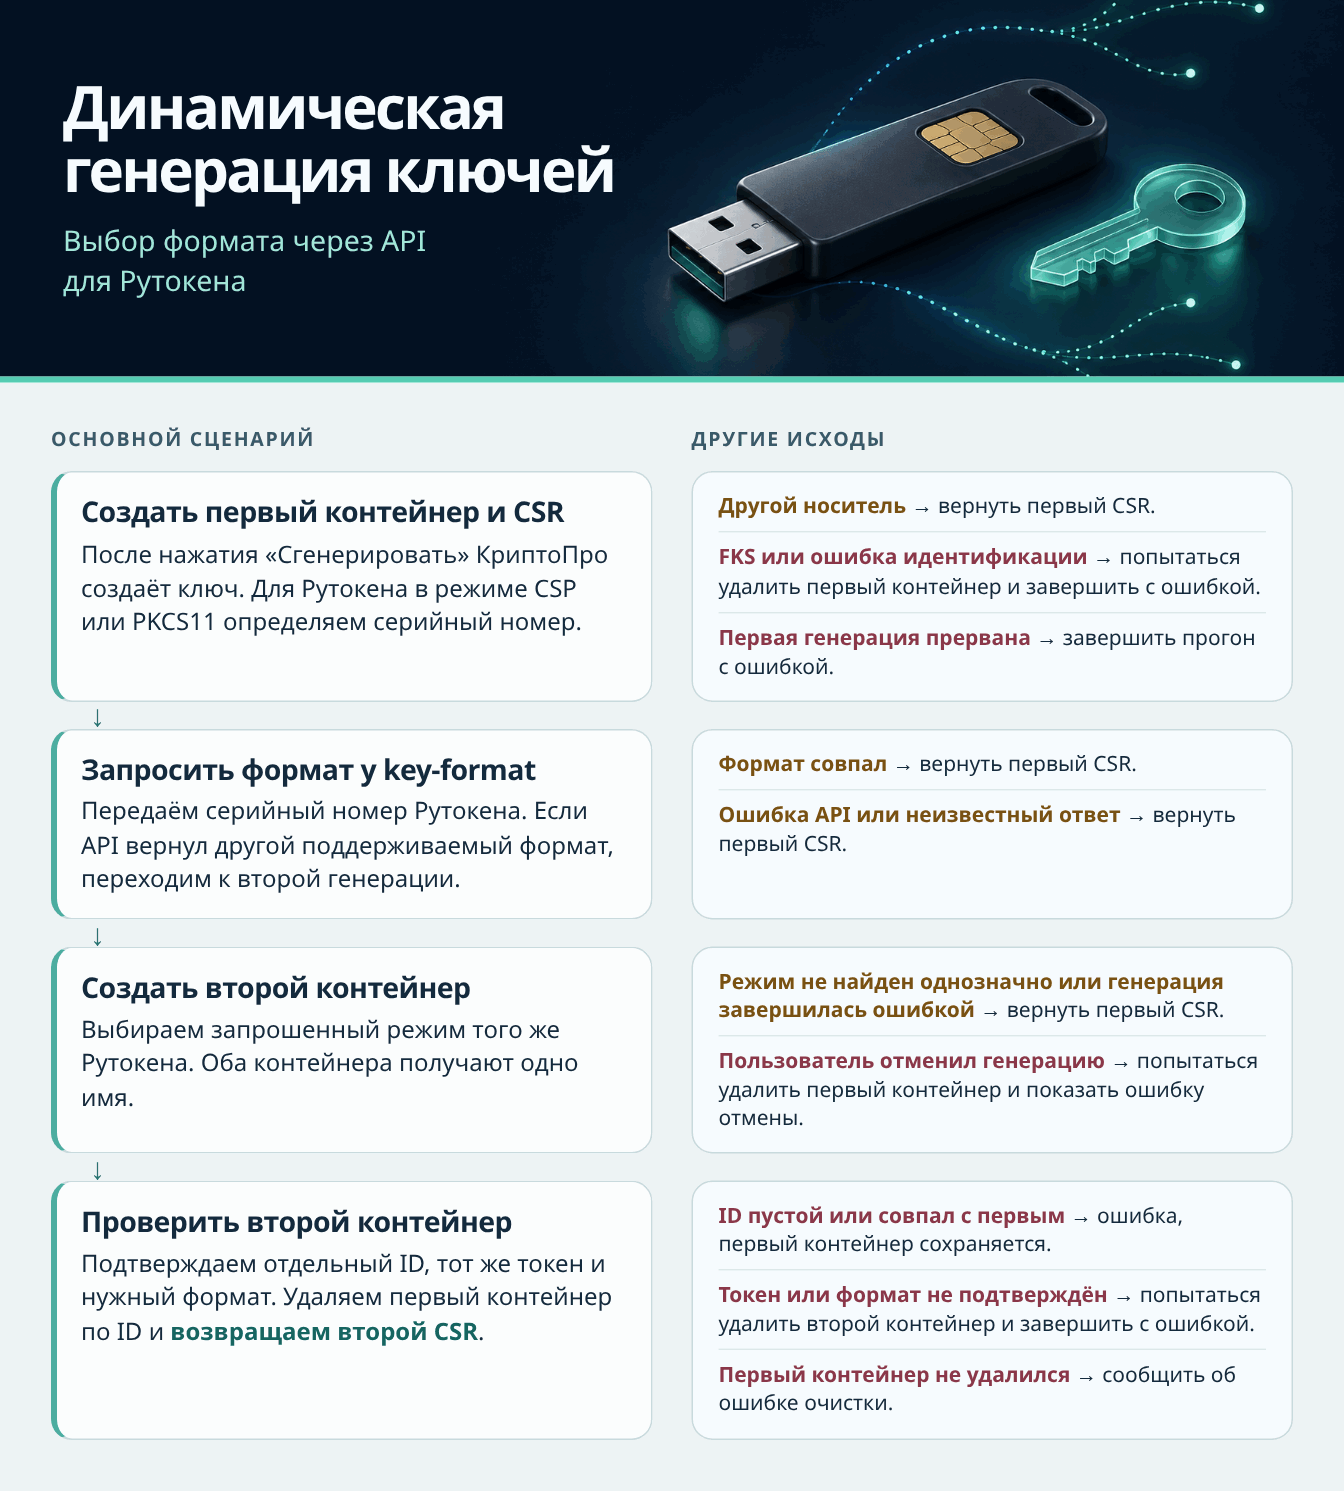 Динамическая
генерация ключей
Выбор формата через API
для Рутокена
ОСНОВНОЙ СЦЕНАРИЙ
Создать первый контейнер и CSR
После нажатия «Сгенерировать» КриптоПро
создаёт ключ. Для Рутокена в режиме CSP
или PKCS11 определяем серийный номер.
↓
Запросить формат у key-format
Передаём серийный номер Рутокена. Если
API вернул другой поддерживаемый формат,
переходим к второй генерации.
↓
Создать второй контейнер
Выбираем запрошенный режим того же
Рутокена. Оба контейнера получают одно
имя.
↓
Проверить второй контейнер
Подтверждаем отдельный ID, тот же токен и
нужный формат. Удаляем первый контейнер
по ID и возвращаем второй CSR.
ДРУГИЕ ИСХОДЫ
Другой носитель → вернуть первый CSR.
FKS или ошибка идентификации → попытаться
удалить первый контейнер и завершить с ошибкой.
Первая генерация прервана → завершить прогон
с ошибкой.
Формат совпал → вернуть первый CSR.
Ошибка API или неизвестный ответ → вернуть
первый CSR.
Режим не найден однозначно или генерация
завершилась ошибкой → вернуть первый CSR.
Пользователь отменил генерацию → попытаться
удалить первый контейнер и показать ошибку
отмены.
ID пустой или совпал с первым → ошибка,
первый контейнер сохраняется.
Токен или формат не подтверждён → попытаться
удалить второй контейнер и завершить с ошибкой.
Первый контейнер не удалился → сообщить об
ошибке очистки.